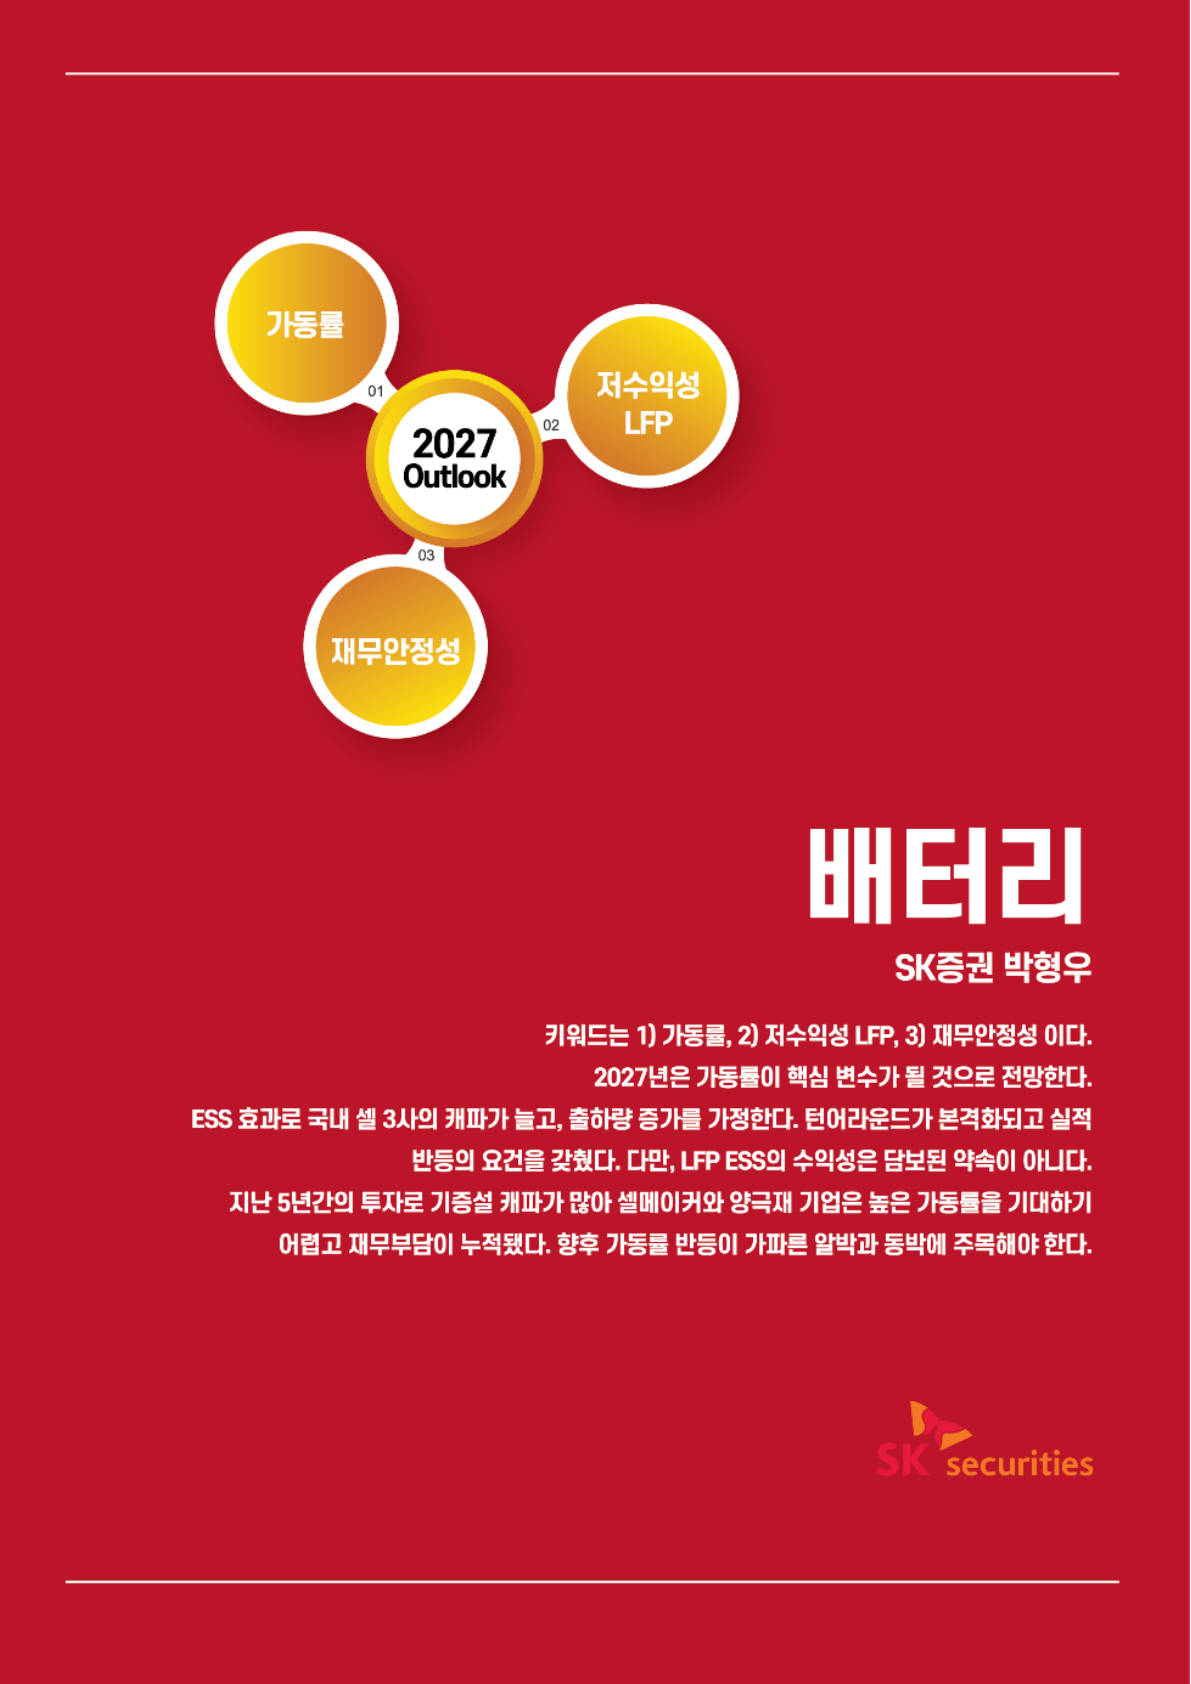 가동률
01
2027
Outlook
02
저수익성
LFP
03
재무안정성
배터리
SK증권 박형우
키워드는 1) 가동률, 2) 저수익성 LFP, 3) 재무안정성 이다.
2027년은 가동률이 핵심 변수가 될 것으로 전망한다.
ESS 효과로 국내 셀 3사의 캐파가 늘고, 출하량 증가를 가정한다. 턴어라운드가 본격화되고 실적
반등의 요건을 갖췄다. 다만, LFP ESS의 수익성은 담보된 약속이 아니다.
지난 5년간의 투자로 기증설 캐파가 많아 셀메이커와 양극재 기업은 높은 가동률을 기대하기
어렵고 재무부담이 누적됐다. 향후 가동률 반등이 가파른 알박과 동박에 주목해야 한다.
SK securities